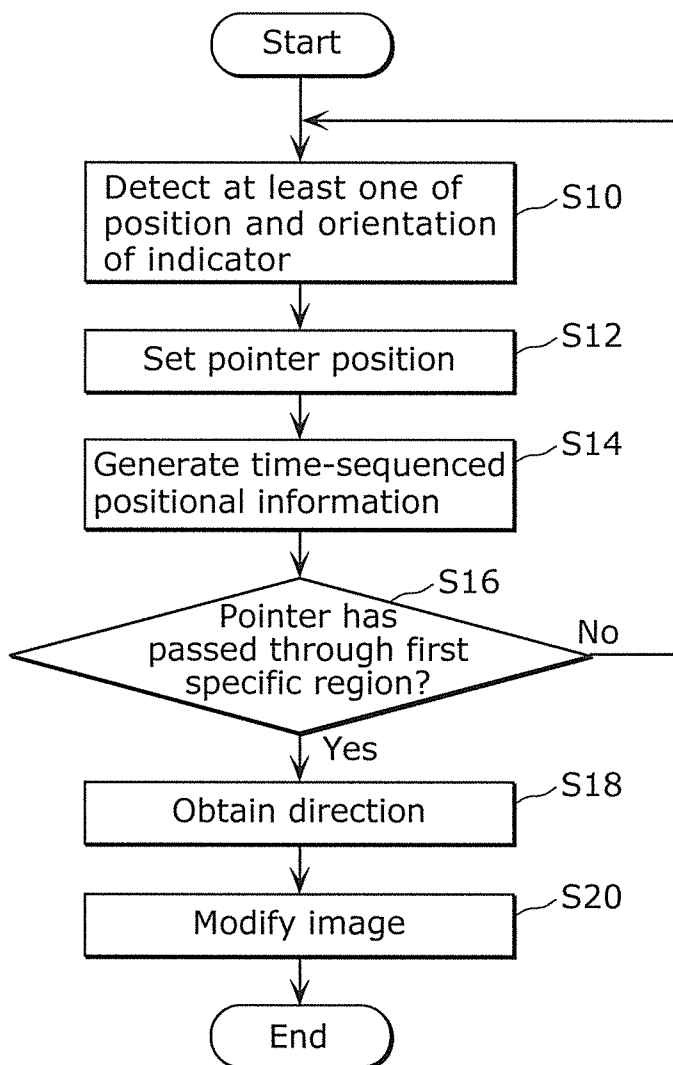 Start
Detect at least one of
position and orientation
of indicator
S10
Set pointer position
S12
Generate time-sequenced
positional information
S14
S16
Pointer has
passed through first
specific region?
No
Yes
Obtain direction
S18
Modify image
S20
End